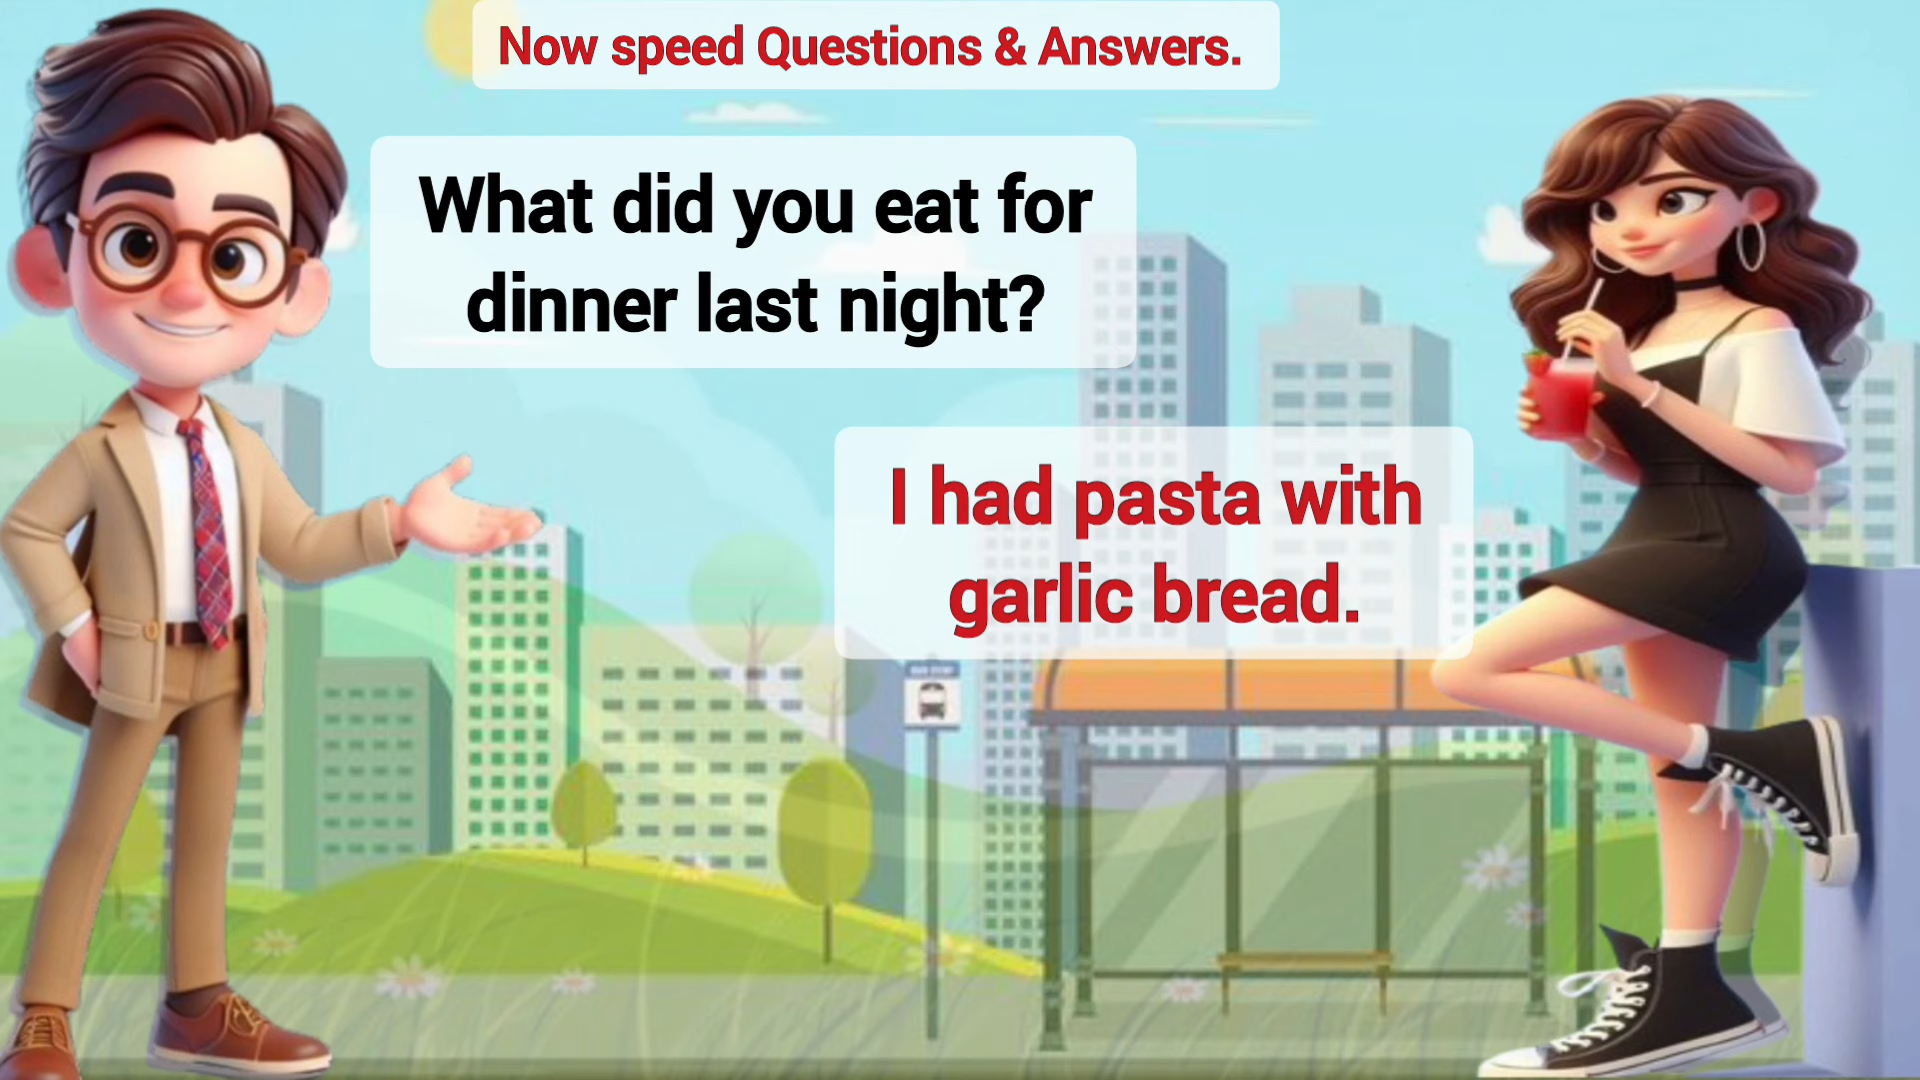 Now speed Questions & Answers.
What did you eat for
dinner last night?
I had pasta with
garlic bread.